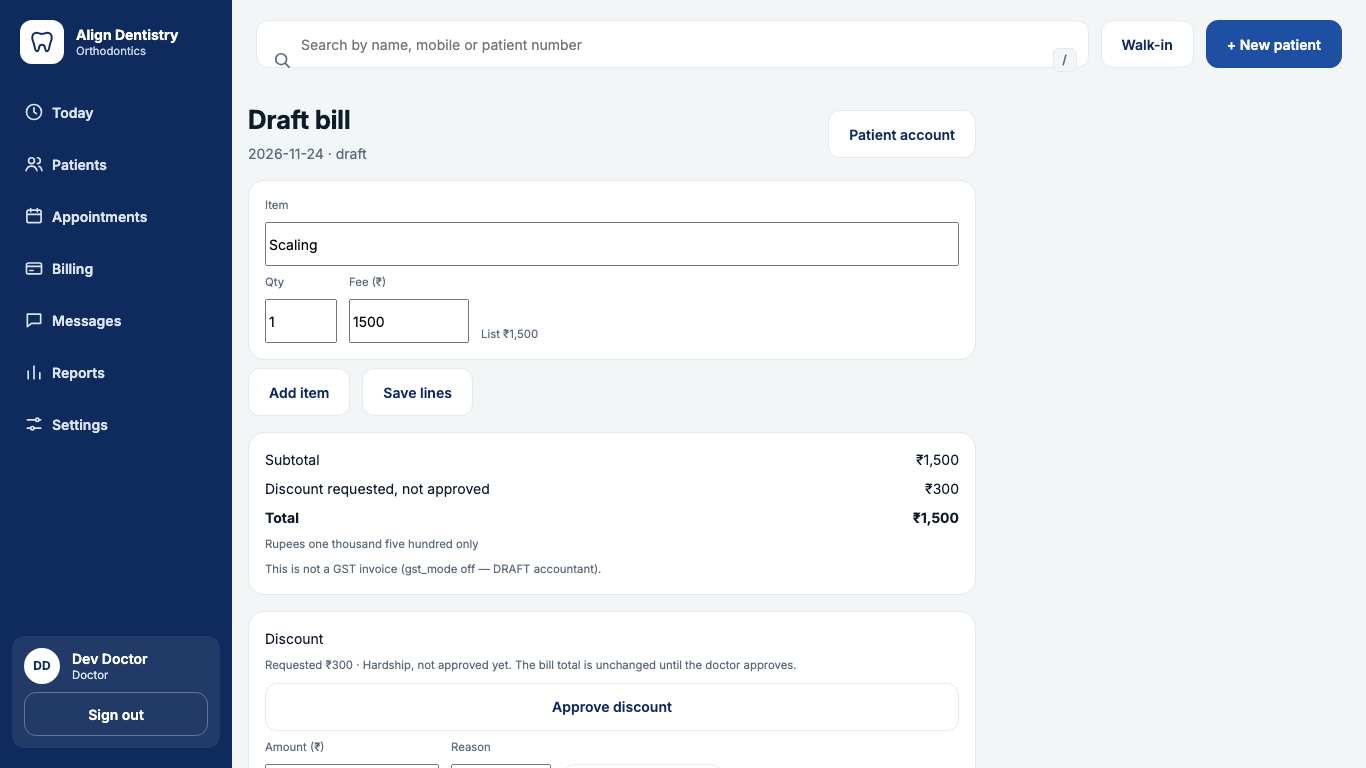 Align Dentistry
Orthodontics
Today
Patients
Appointments
Billing
Messages
Reports
Settings
DD
Dev Doctor
Doctor
Sign out
Search by name, mobile or patient number
/
Walk-in
+ New patient
Draft bill
2026-11-24 · draft
Patient account
Item
Scaling
Qty
Fee (₹)
1
1500
List ₹1,500
Add item
Save lines
Subtotal
₹1,500
Discount requested, not approved
₹300
Total
₹1,500
Rupees one thousand five hundred only
This is not a GST invoice (gst_mode off — DRAFT accountant).
Discount
Requested ₹300 · Hardship, not approved yet. The bill total is unchanged until the doctor approves.
Approve discount
Amount (₹)
Reason